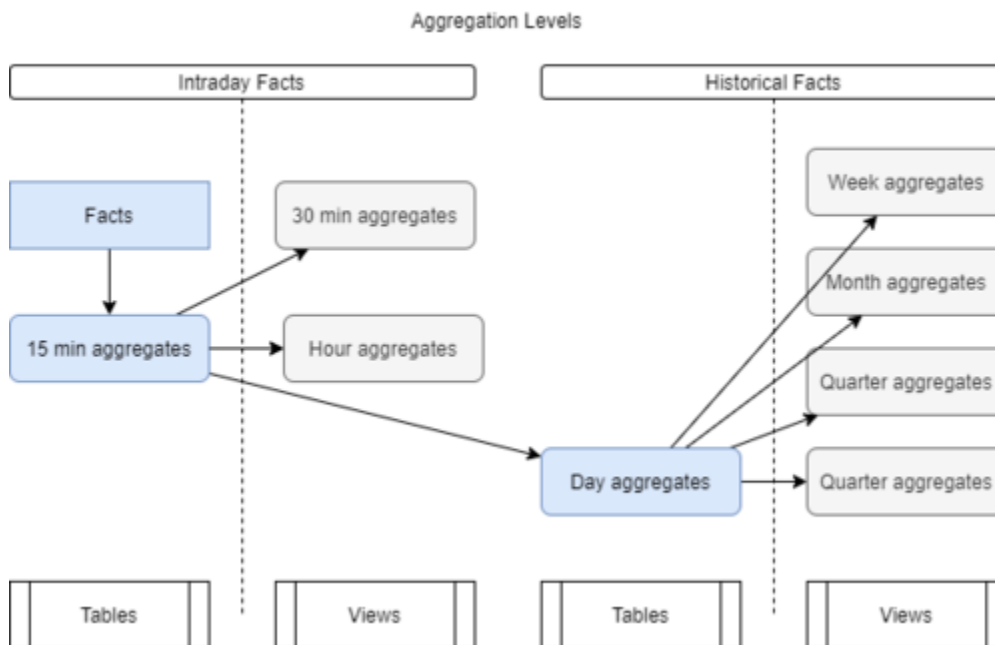 Aggregation Levels
Intraday Facts
Historical Facts
Facts
30 min aggregates
Week aggregates
Month aggregates
15 min aggregates
Hour aggregates
Quarter aggregates
Day aggregates
Quarter aggregates
Tables
Views
Tables
Views